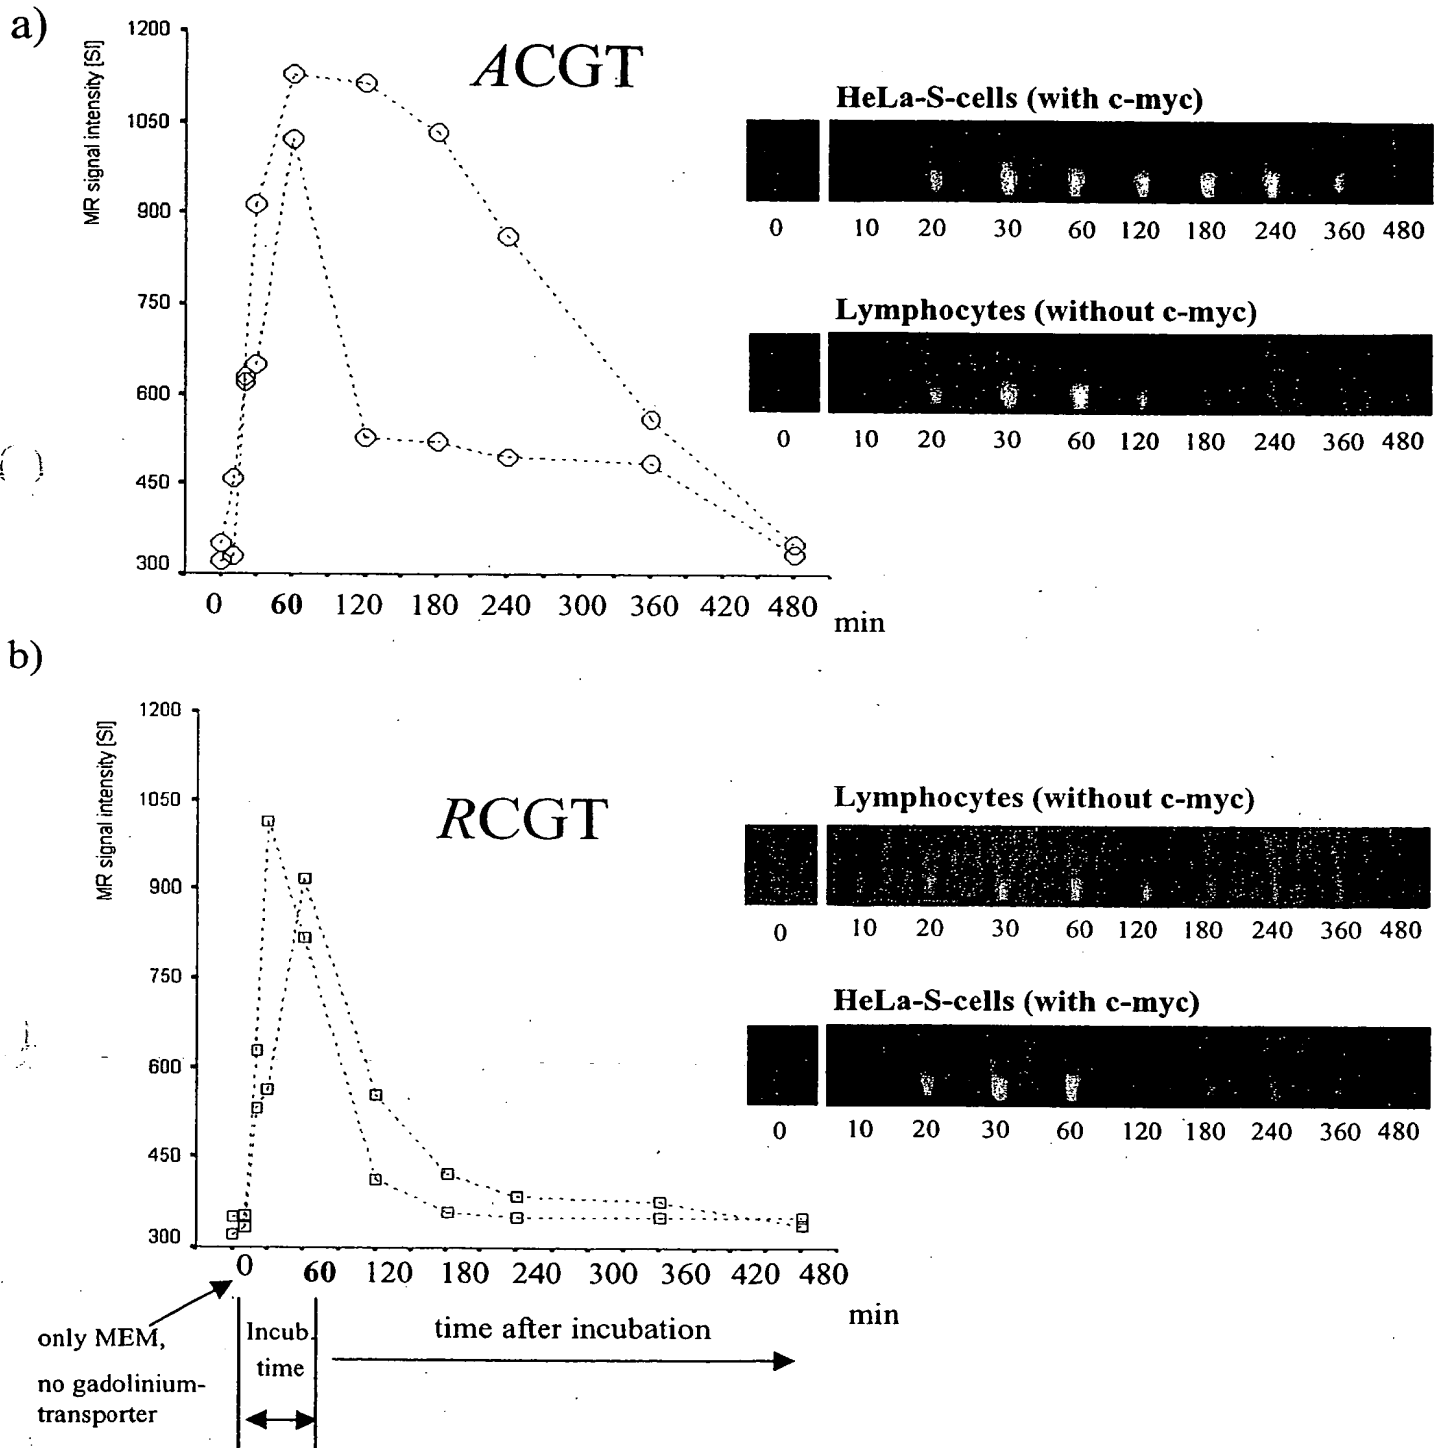 a)
MR signal intensity [SI]
1200
1050
900
750
600
450
300
ACGT
0 60 120 180 240 300 360 420 480
min
HeLa-S-cells (with c-myc)
0 10 20 30 60 120 180 240 360 480
Lymphocytes (without c-myc)
0 10 20 30 60 120 180 240 360 480
b)
MR signal intensity [SI]
1200
1050
900
750
600
450
300
RCGT
0 60 120 180 240 300 360 420 480
min
Lymphocytes (without c-myc)
0 10 20 30 60 120 180 240 360 480
HeLa-S-cells (with c-myc)
0 10 20 30 60 120 180 240 360 480
only MEM,
no gadolinium-
transporter
Incub.
time
time after incubation